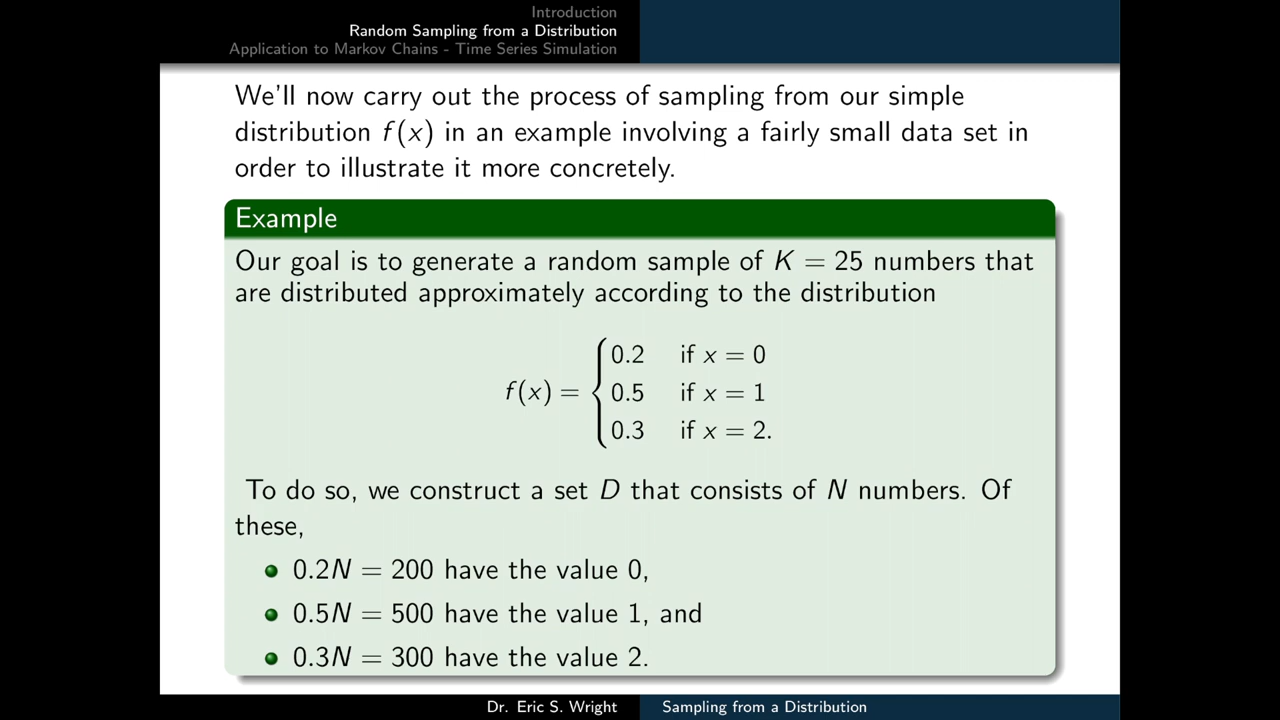 Introduction
Random Sampling from a Distribution
Application to Markov Chains - Time Series Simulation
We'll now carry out the process of sampling from our simple
distribution f(x) in an example involving a fairly small data set in
order to illustrate it more concretely.
Example
Our goal is to generate a random sample of K = 25 numbers that
are distributed approximately according to the distribution
f(x) = {
0.2 if x = 0
0.5 if x = 1
0.3 if x = 2.
To do so, we construct a set D that consists of N numbers. Of
these,
0.2N = 200 have the value 0,
0.5N = 500 have the value 1, and
0.3N = 300 have the value 2.
Dr. Eric S. Wright Sampling from a Distribution